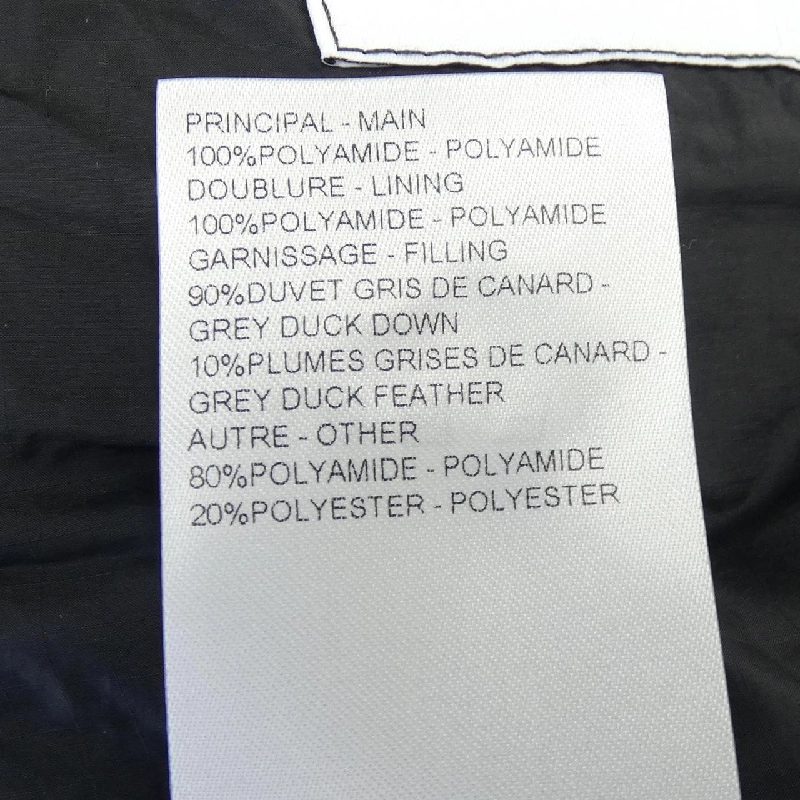 PRINCIPAL - MAIN
100%POLYAMIDE - POLYAMIDE
DOUBLURE - LINING
100%POLYAMIDE - POLYAMIDE
GARNISSAGE - FILLING
90%DUVET GRIS DE CANARD -
GREY DUCK DOWN
10%PLUMES GRISES DE CANARD -
GREY DUCK FEATHER
AUTRE - OTHER
80%POLYAMIDE - POLYAMIDE
20%POLYESTER - POLYESTER